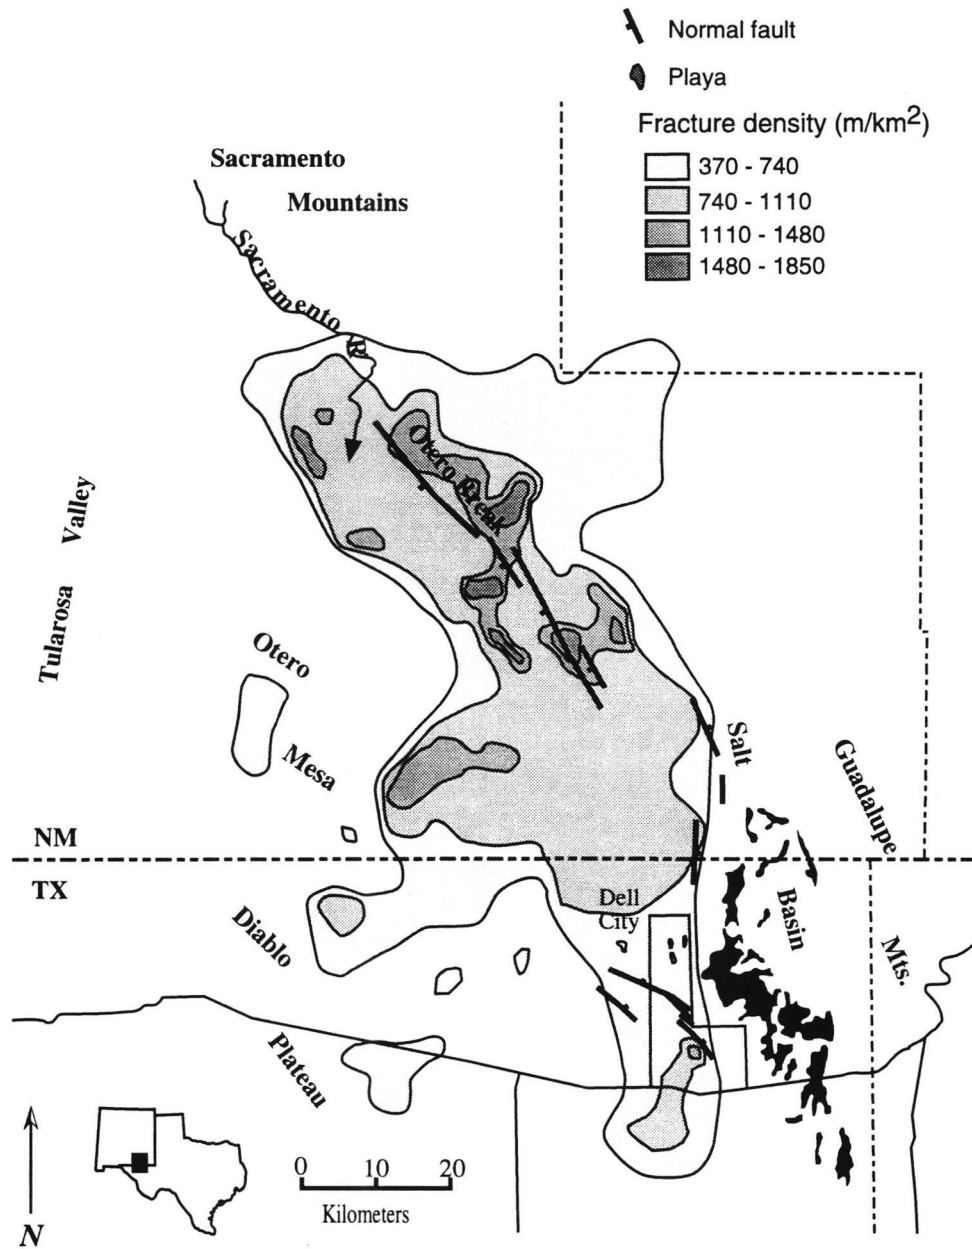 Normal fault
Playa
Fracture density (m/km2)
370 - 740
740 - 1110
1110 - 1480
1480 - 1850
Sacramento
Mountains
Sacramento R.
Otero Break
Tularosa Valley
Otero
Mesa
Salt
Basin
Guadalupe
Mts.
NM
TX
Dell
City
Diablo
Plateau
N
0 10 20
Kilometers